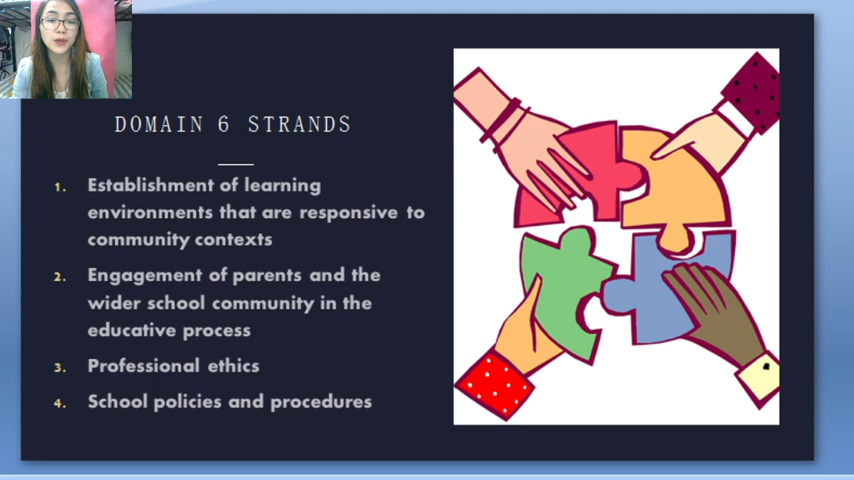 DOMAIN 6 STRANDS
1. Establishment of learning
environments that are responsive to
community contexts
2. Engagement of parents and the
wider school community in the
educative process
3. Professional ethics
4. School policies and procedures